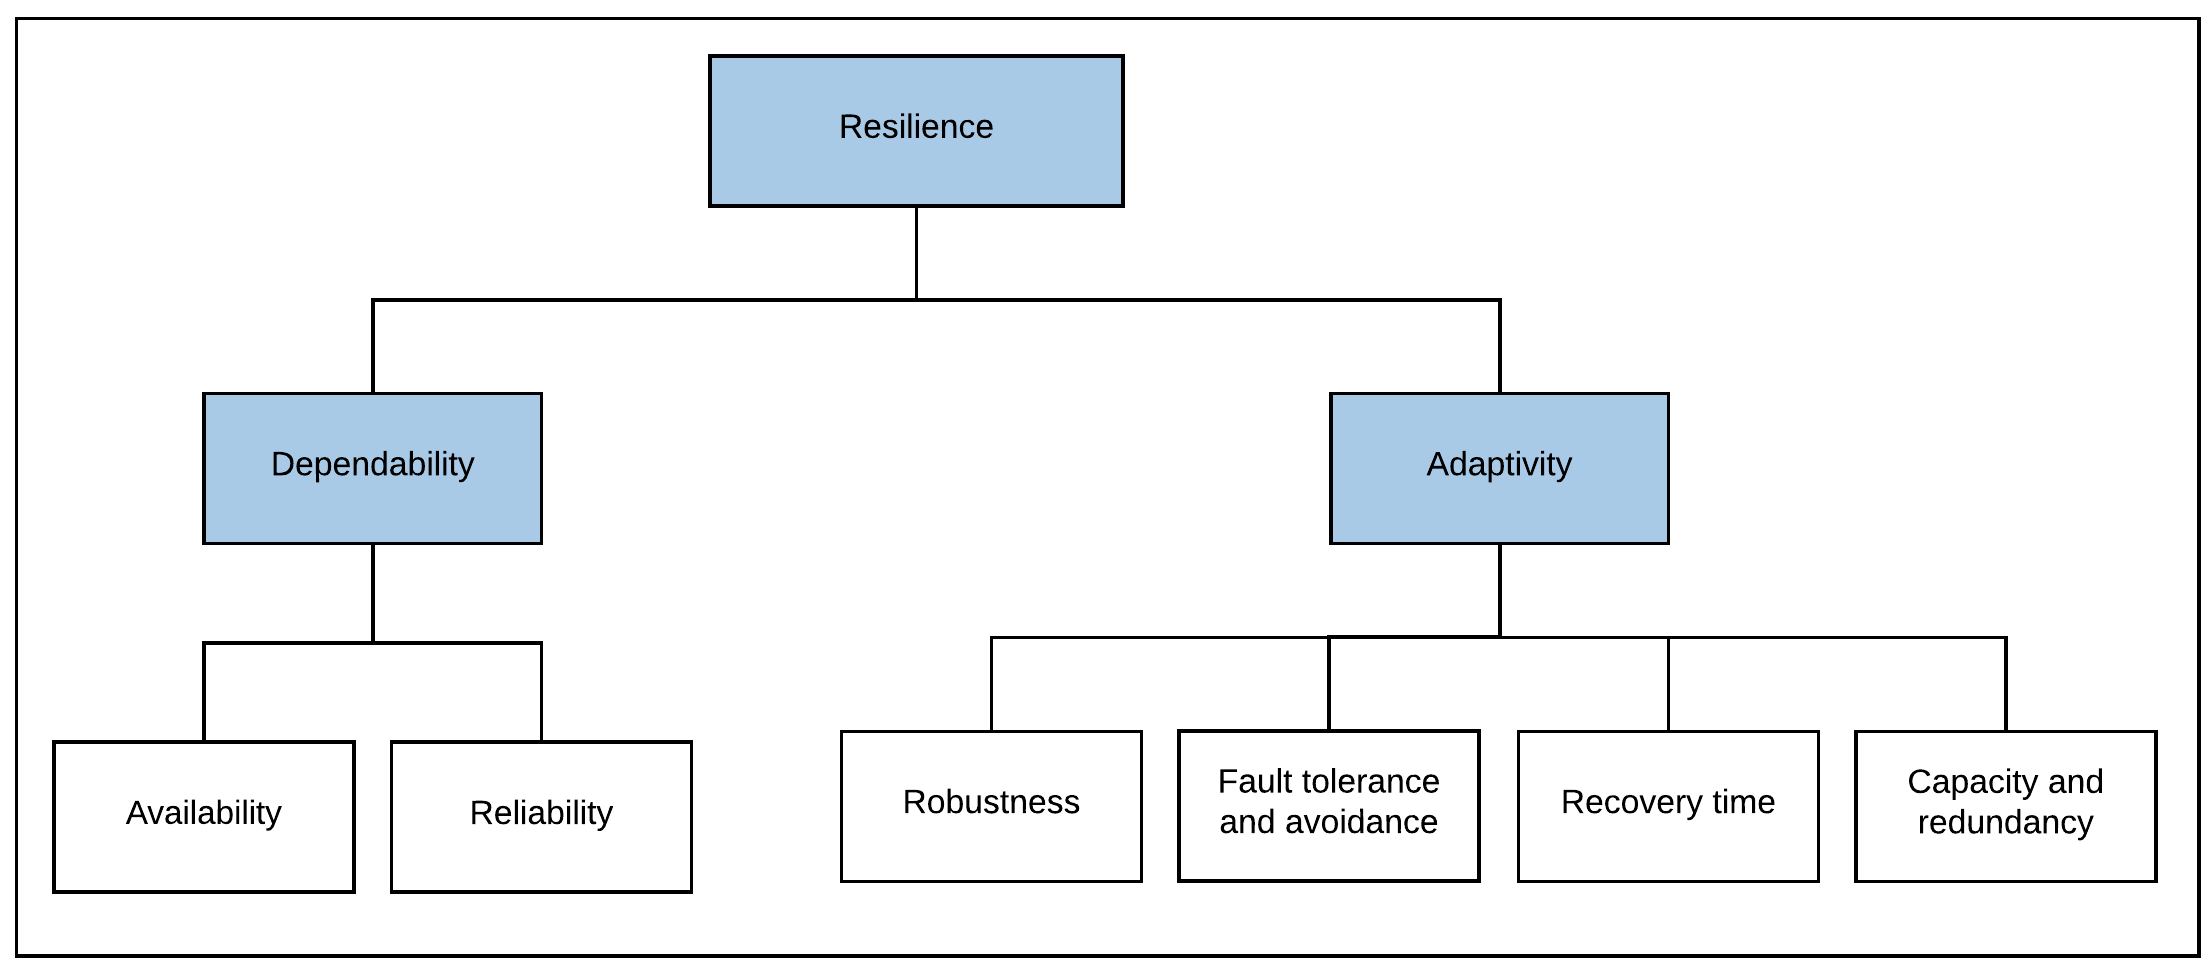 Resilience
Dependability
Adaptivity
Availability
Reliability
Robustness
Fault tolerance
and avoidance
Recovery time
Capacity and
redundancy